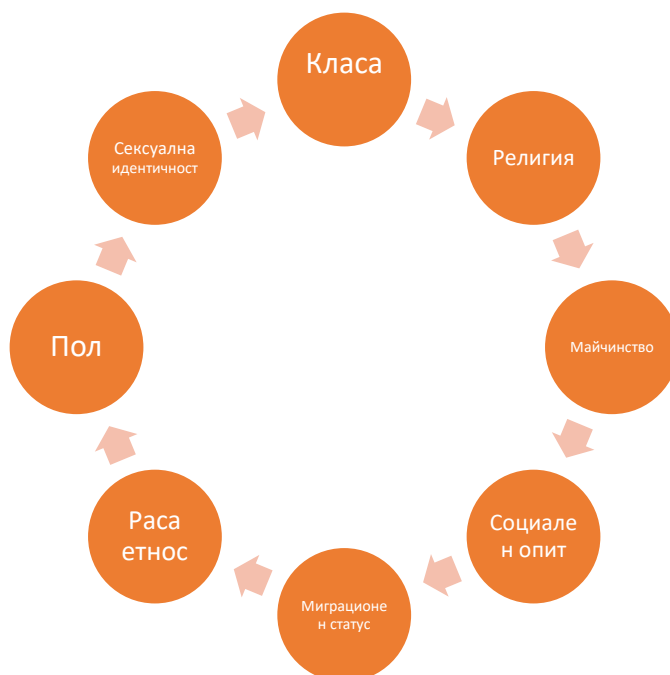 Класа
Религия
Майчинство
Социале
н опит
Миграционе
н статус
Раса
етнос
Пол
Сексуална
идентичност